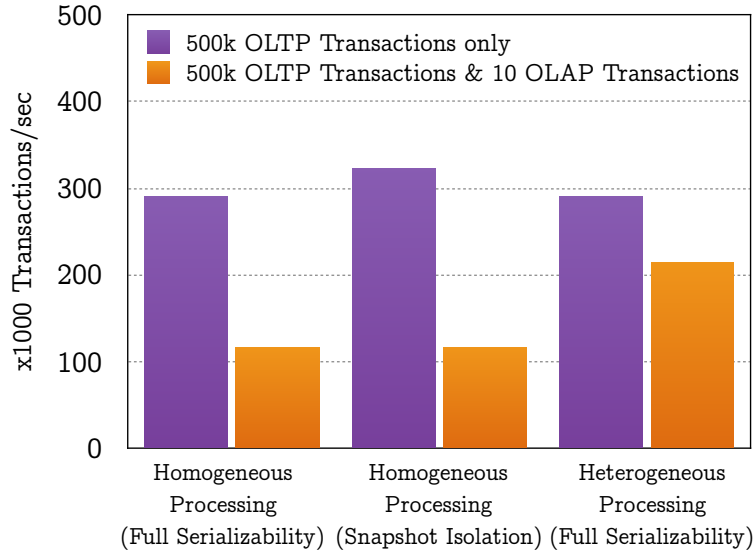 x1000 Transactions/sec
500
400
300
200
100
0
500k OLTP Transactions only
500k OLTP Transactions & 10 OLAP Transactions
Homogeneous
Processing
(Full Serializability)
Homogeneous
Processing
(Snapshot Isolation)
Heterogeneous
Processing
(Full Serializability)